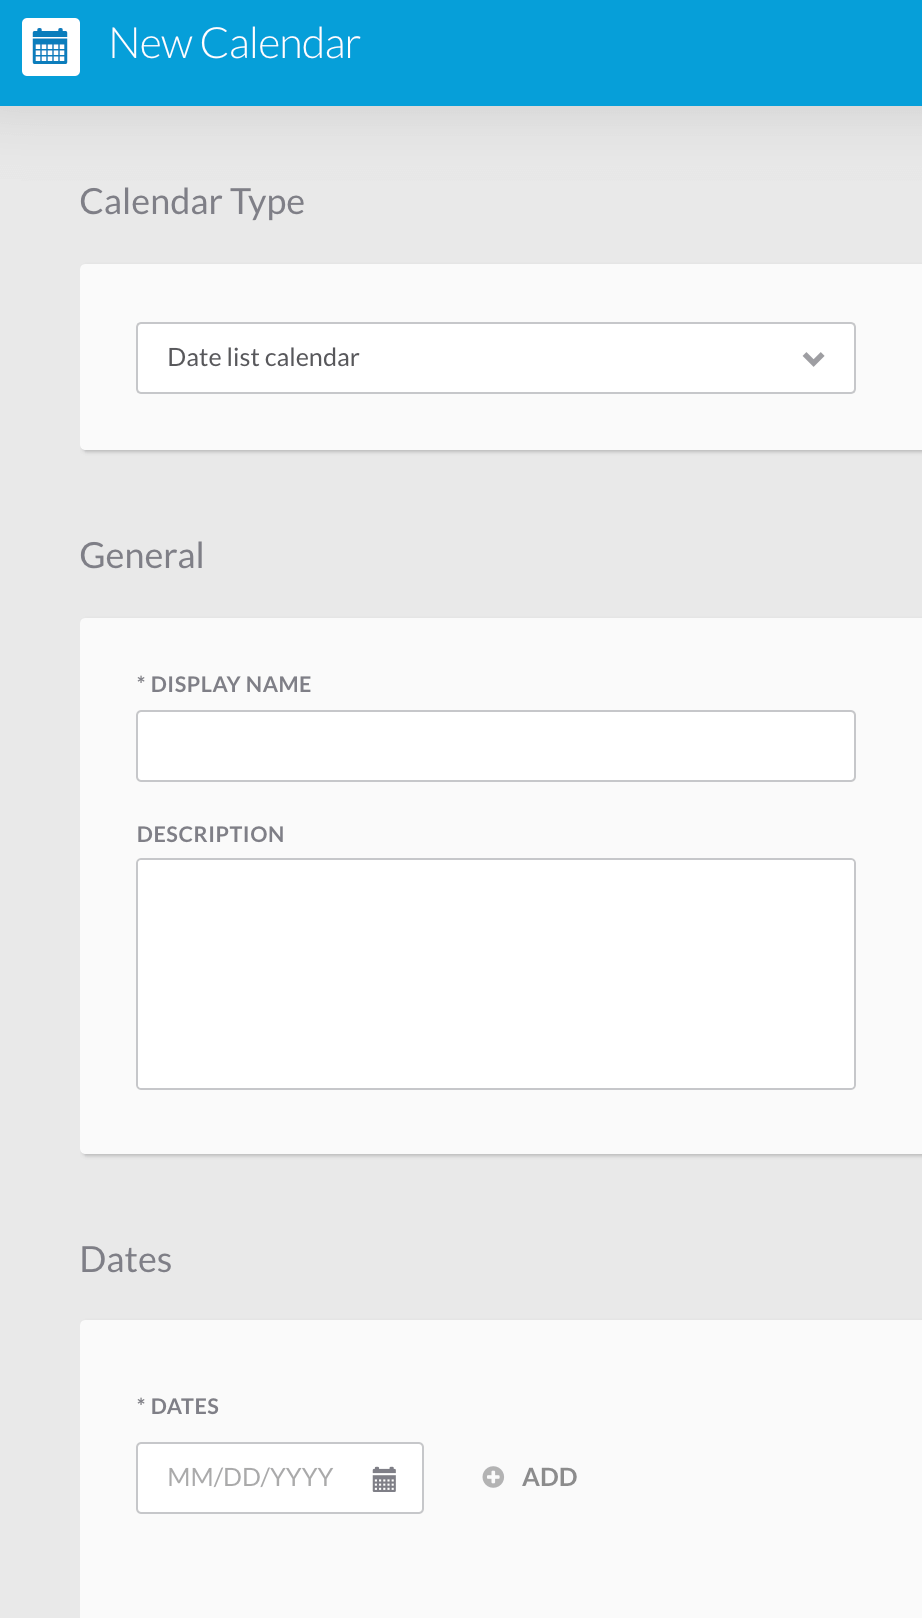 New Calendar
Calendar Type
Date list calendar
General
* DISPLAY NAME
DESCRIPTION
Dates
* DATES
MM/DD/YYYY
ADD